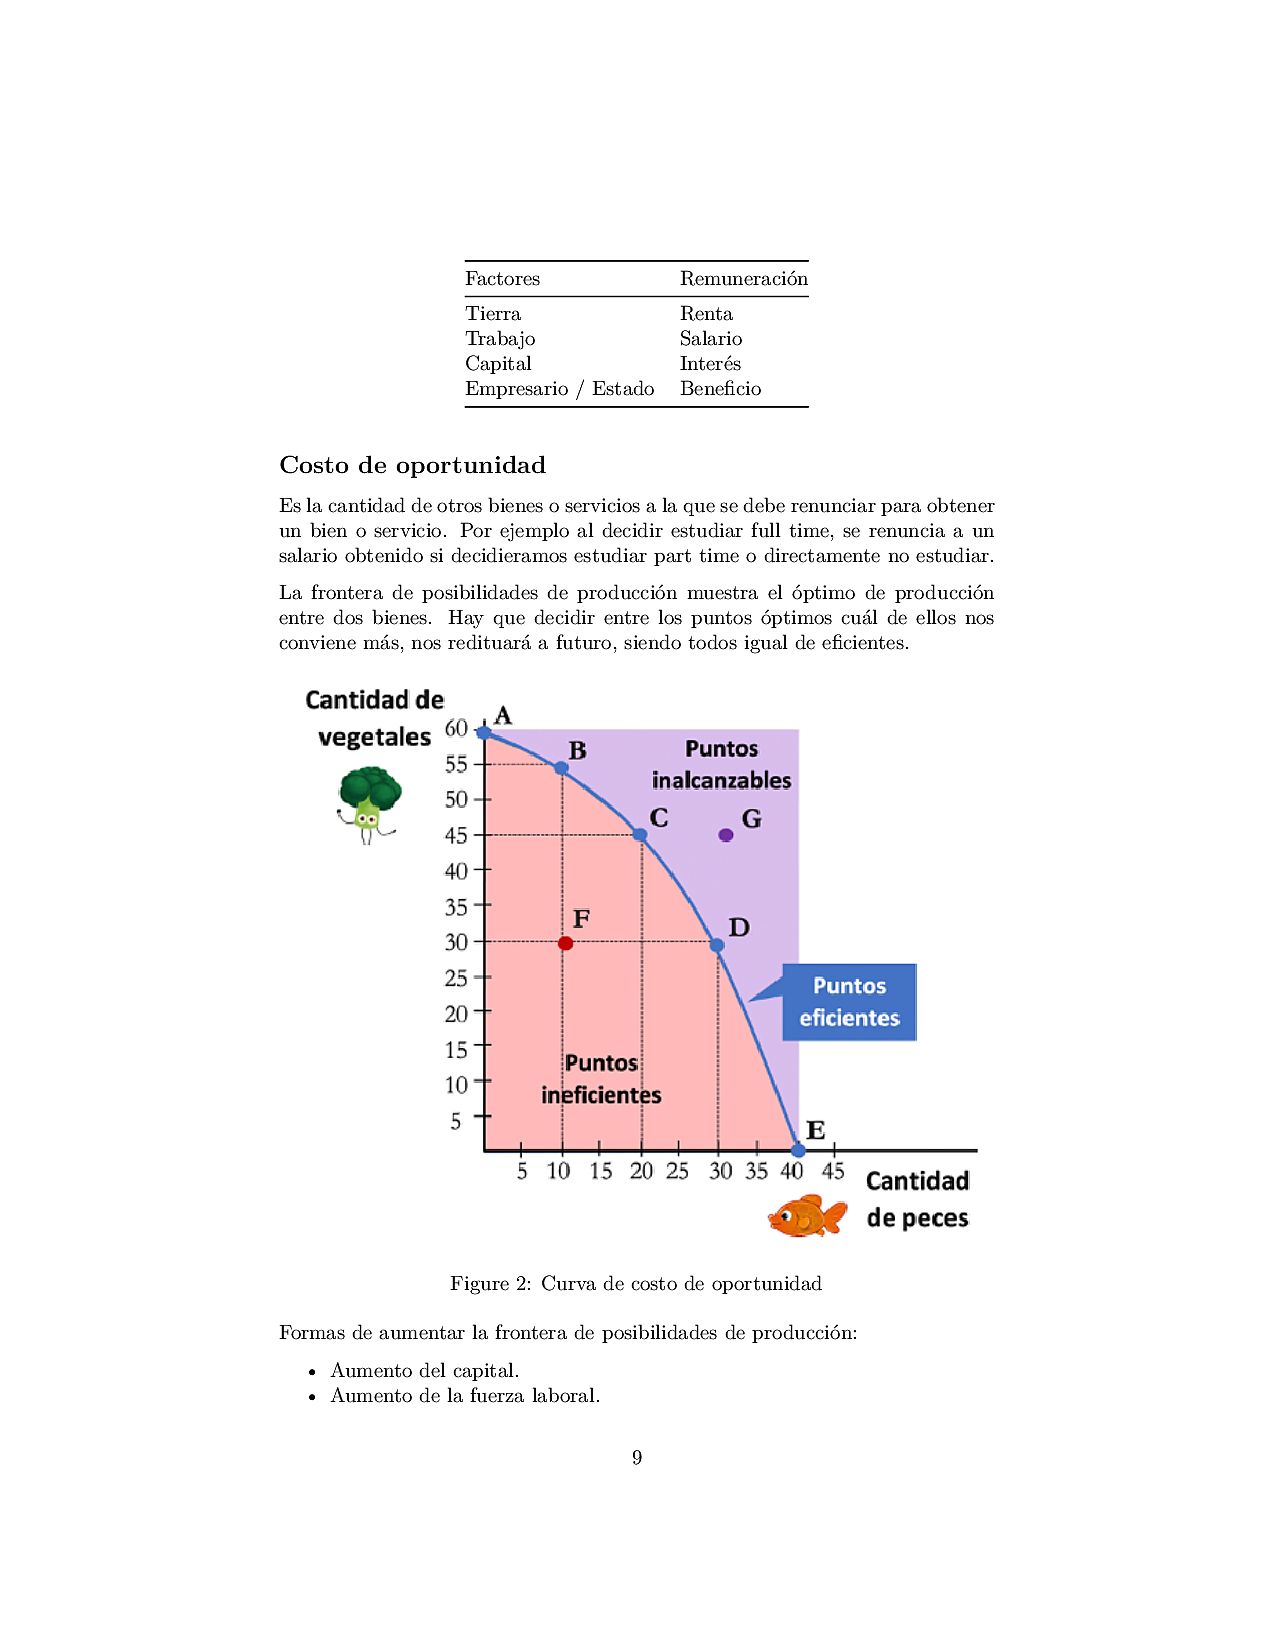 Factores Remuneración
Tierra Renta
Trabajo Salario
Capital Interés
Empresario / Estado Beneficio
Costo de oportunidad
Es la cantidad de otros bienes o servicios a la que se debe renunciar para obtener
un bien o servicio. Por ejemplo al decidir estudiar full time, se renuncia a un
salario obtenido si decidieramos estudiar part time o directamente no estudiar.
La frontera de posibilidades de producción muestra el óptimo de producción
entre dos bienes. Hay que decidir entre los puntos óptimos cuál de ellos nos
conviene más, nos redituará a futuro, siendo todos igual de eficientes.
Cantidad de
vegetales
60
55
50
45
40
35
30
25
20
15
10
5
A
B
Puntos
inalcanzables
C
G
F
D
Puntos
eficientes
Puntos
ineficientes
E
5 10 15 20 25 30 35 40 45
Cantidad
de peces
Figure 2: Curva de costo de oportunidad
Formas de aumentar la frontera de posibilidades de producción:
• Aumento del capital.
• Aumento de la fuerza laboral.
9